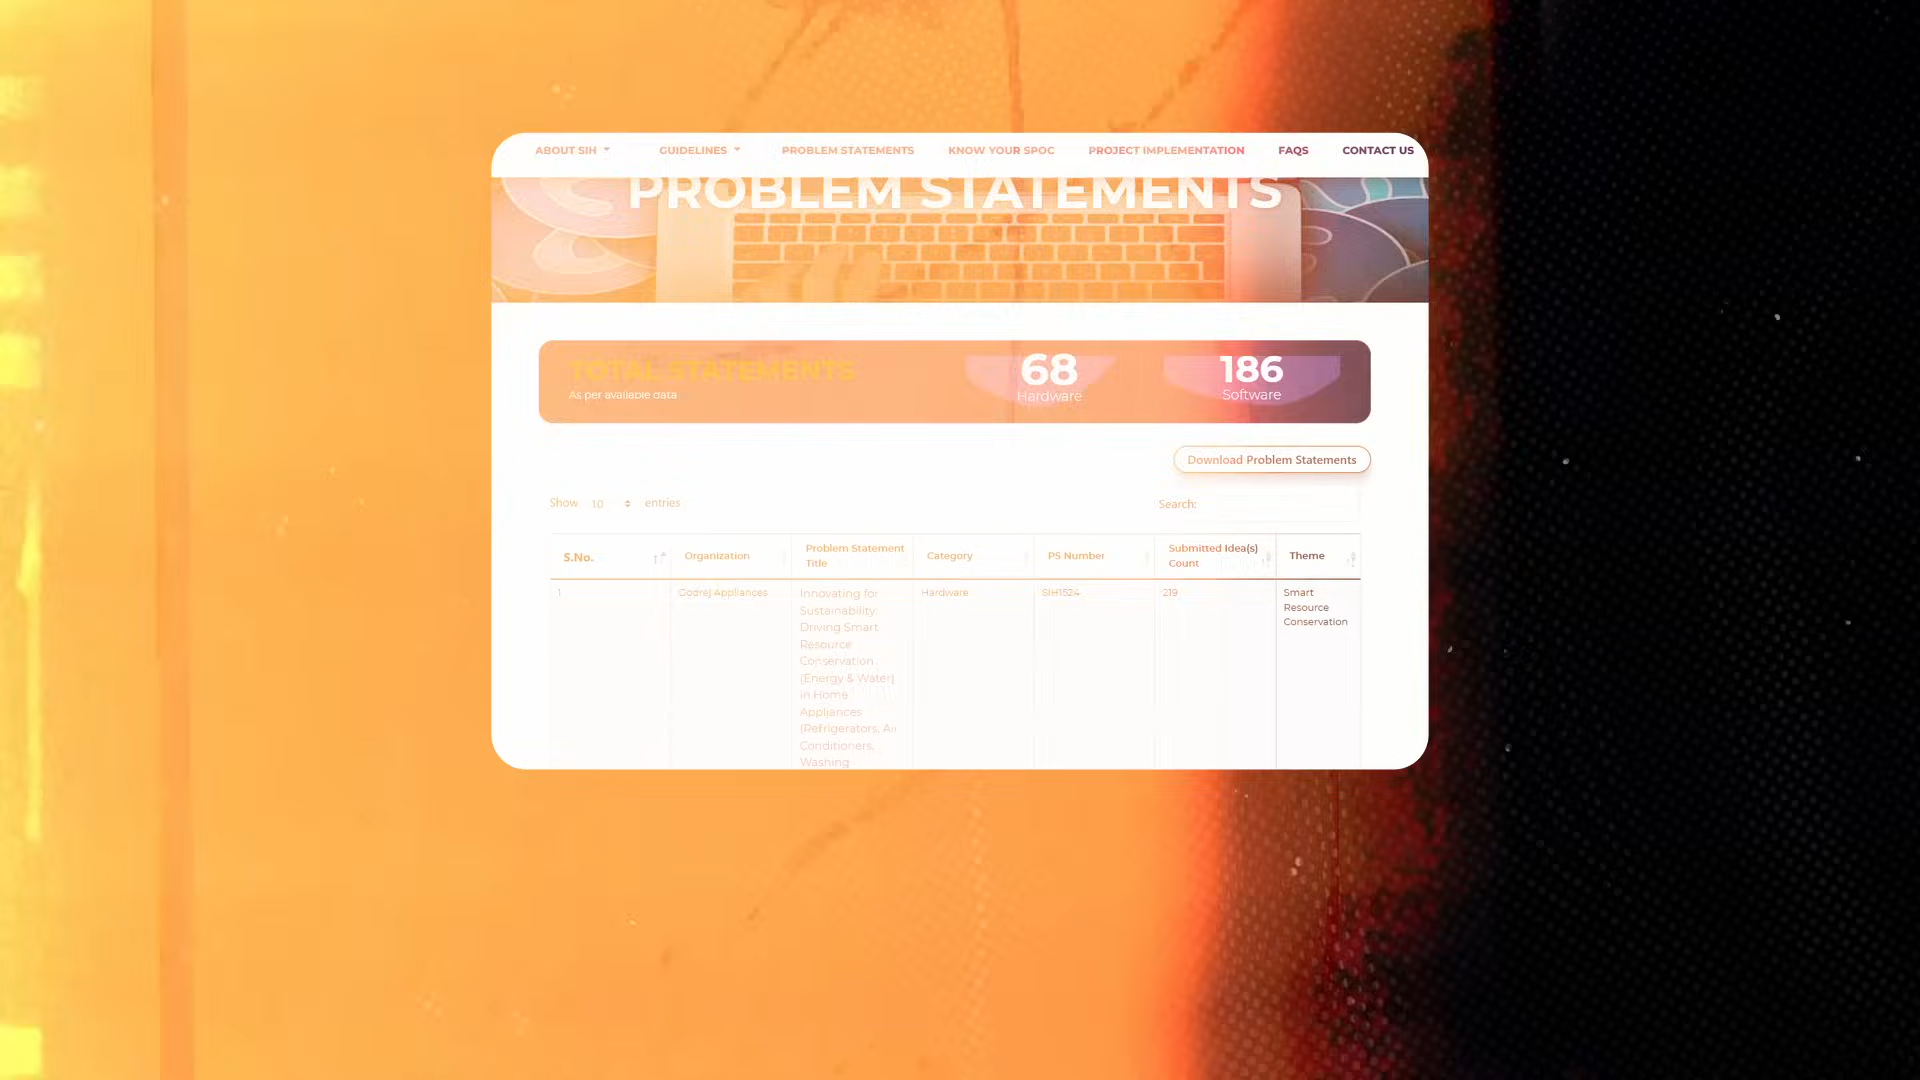 ABOUT SIH GUIDELINES PROBLEM STATEMENTS KNOW YOUR SPOC PROJECT IMPLEMENTATION FAQS CONTACT US
PROBLEM STATEMENTS
TOTAL STATEMENTS
As per available data
68
Hardware
186
Software
Download Problem Statements
Show 10 entries
Search:
S.No.
Organization
Problem Statement
Title
Category
PS Number
Submitted Idea(s)
Count
Theme
1
Godrej Appliances
Innovating for
Sustainability:
Driving Smart
Resource
Conservation
(Energy & Water)
in Home
Appliances
(Refrigerators, Air
Conditioners,
Washing
Hardware
SIH1524
219
Smart
Resource
Conservation